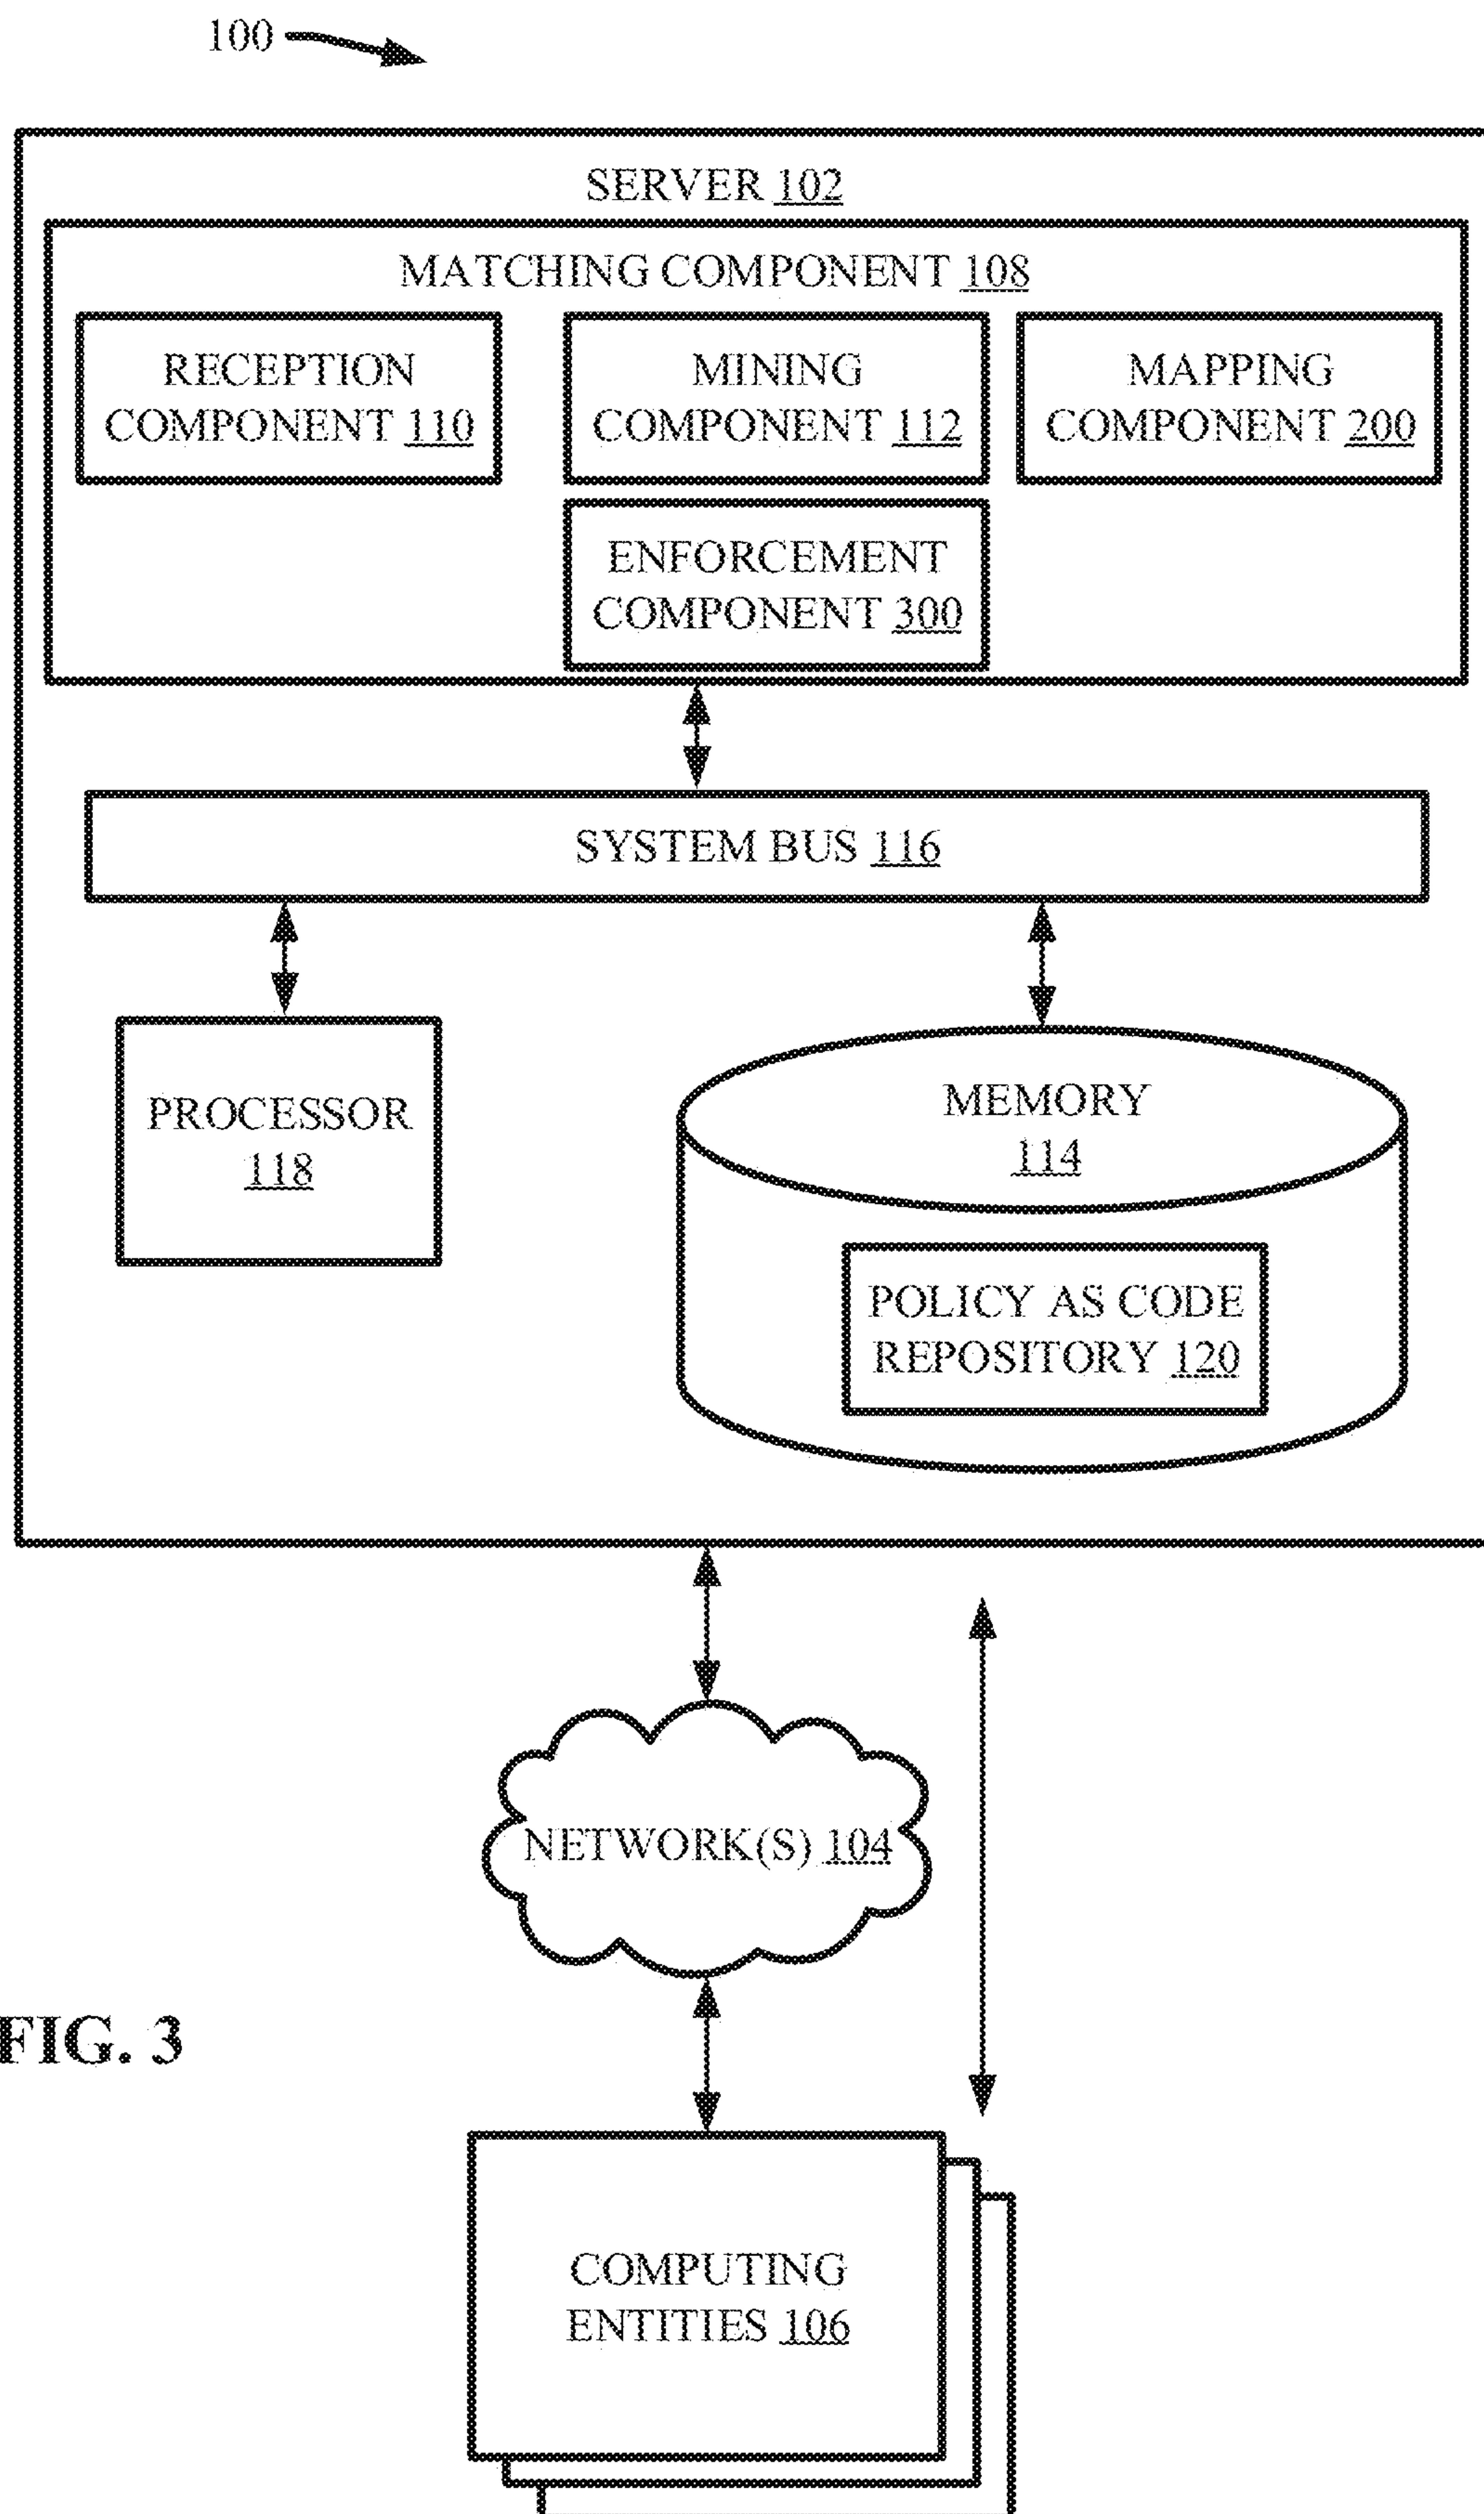 100
SERVER 102
MATCHING COMPONENT 108
RECEPTION
COMPONENT 110
MINING
COMPONENT 112
MAPPING
COMPONENT 200
ENFORCEMENT
COMPONENT 300
SYSTEM BUS 116
PROCESSOR
118
MEMORY
114
POLICY AS CODE
REPOSITORY 120
NETWORK(S) 104
FIG. 3
COMPUTING
ENTITIES 106